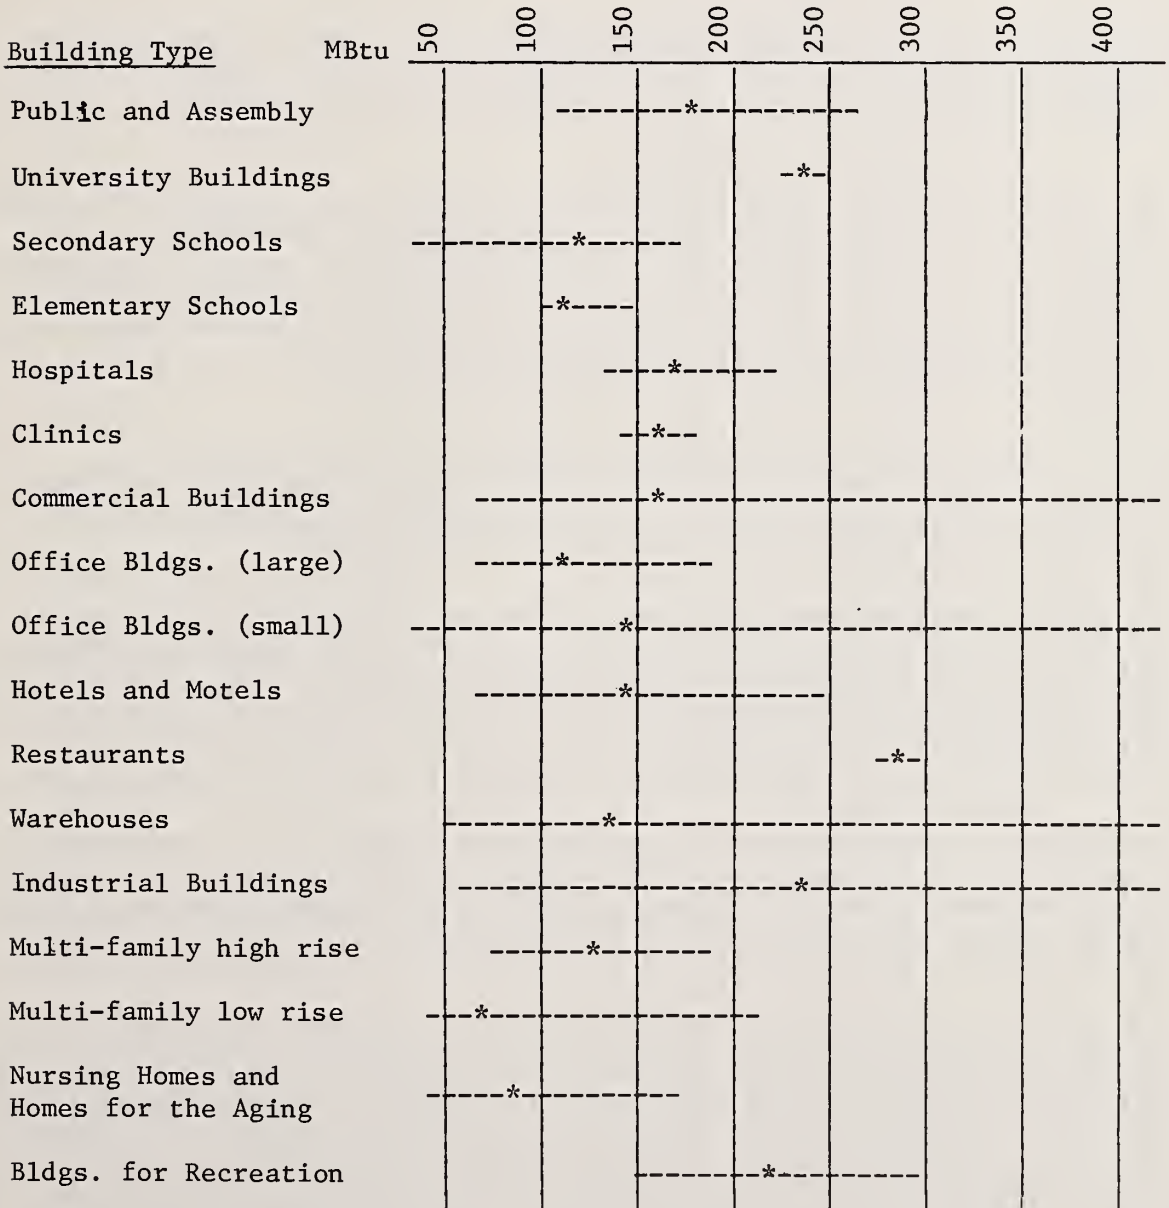 50 100 150 200 250 300 350 400
Building Type MBtu
Public and Assembly ---------*-----------
University Buildings -*--
Secondary Schools -----------*-------
Elementary Schools -*-----
Hospitals -----*-------
Clinics ---*--
Commercial Buildings ------------*--------------------------------
Office Bldgs. (large) ------*----------
Office Bldgs. (small) --------------*----------------------------------
Hotels and Motels ----------*-------------
Restaurants -*-
Warehouses -----------*-----------------------------------
Industrial Buildings ----------------------*-----------------------
Multi-family high rise -------*--------
Multi-family low rise ----*------------------
Nursing Homes and
Homes for the Aging ------*-----------
Bldgs. for Recreation ---------*----------